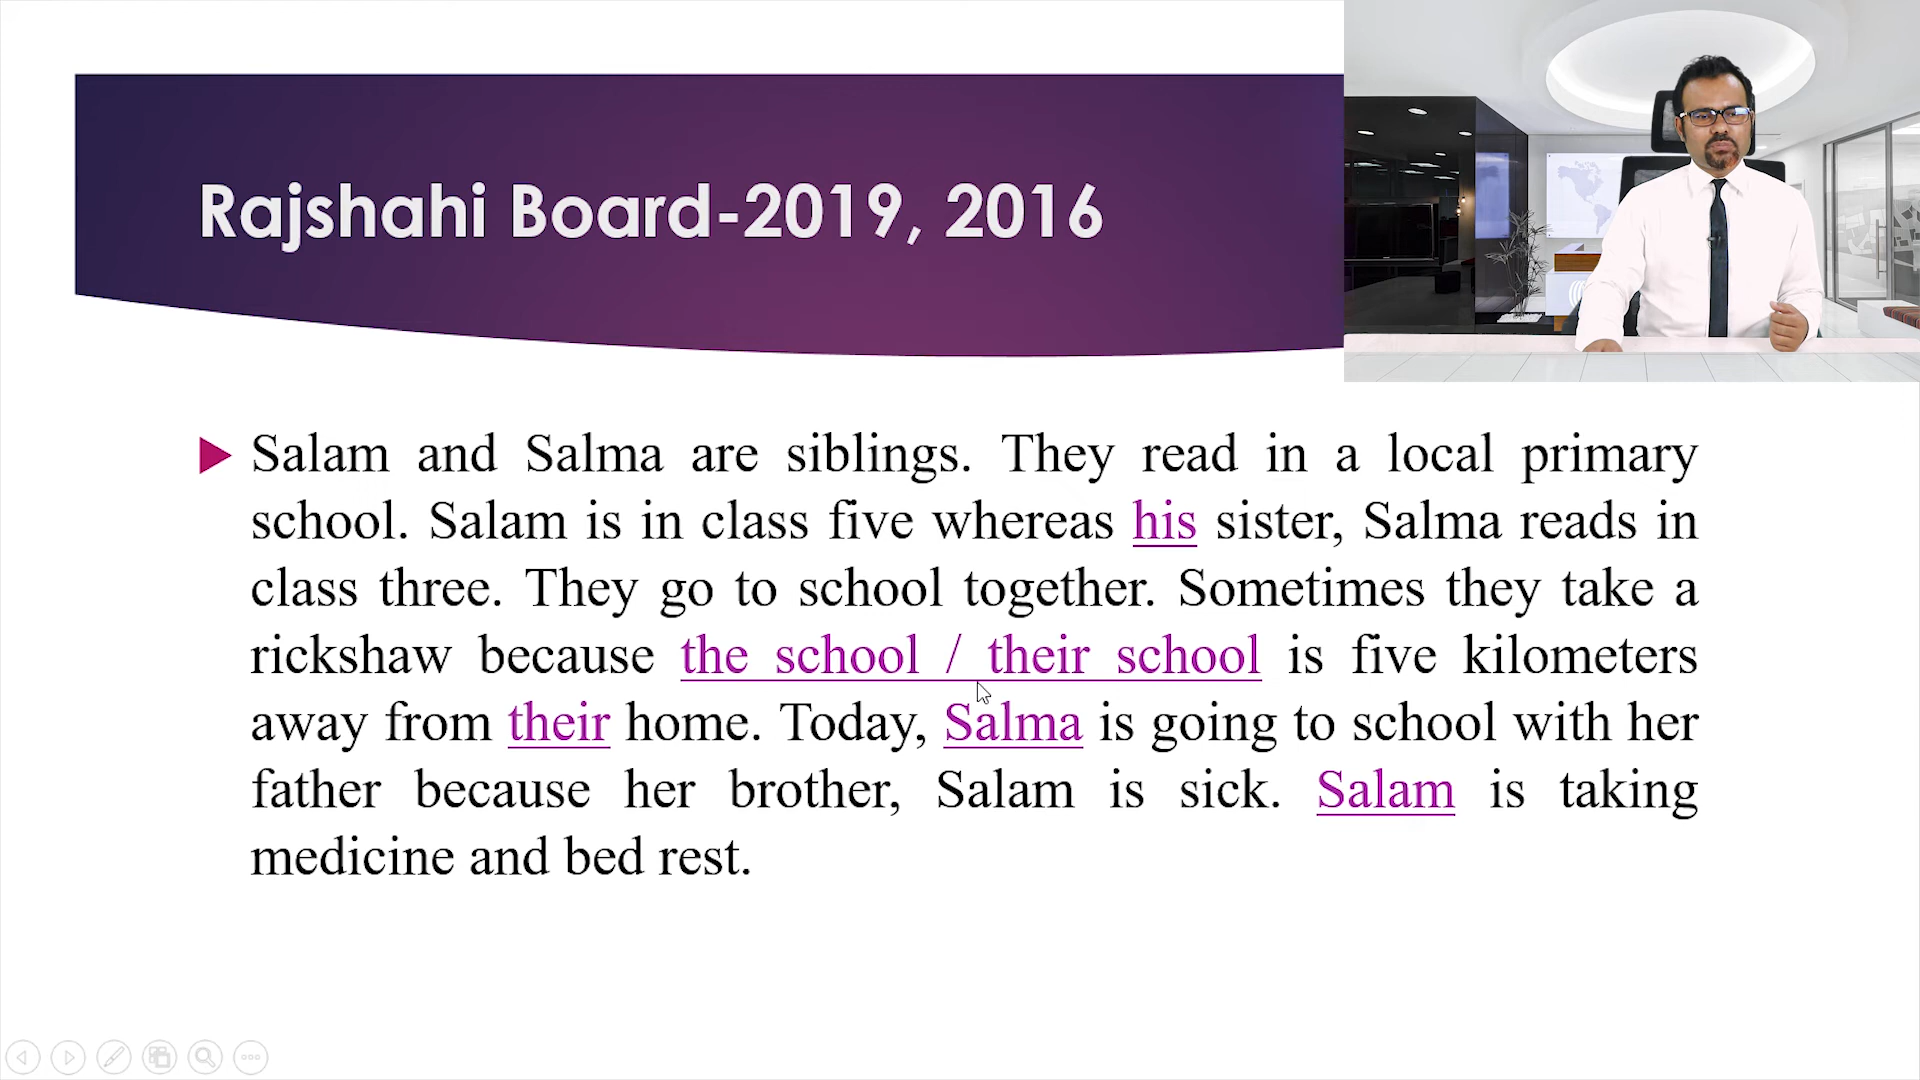 Rajshahi Board-2019, 2016
Salam and Salma are siblings. They read in a local primary
school. Salam is in class five whereas his sister, Salma reads in
class three. They go to school together. Sometimes they take a
rickshaw because the school / their school is five kilometers
away from their home. Today, Salma is going to school with her
father because her brother, Salam is sick. Salam is taking
medicine and bed rest.